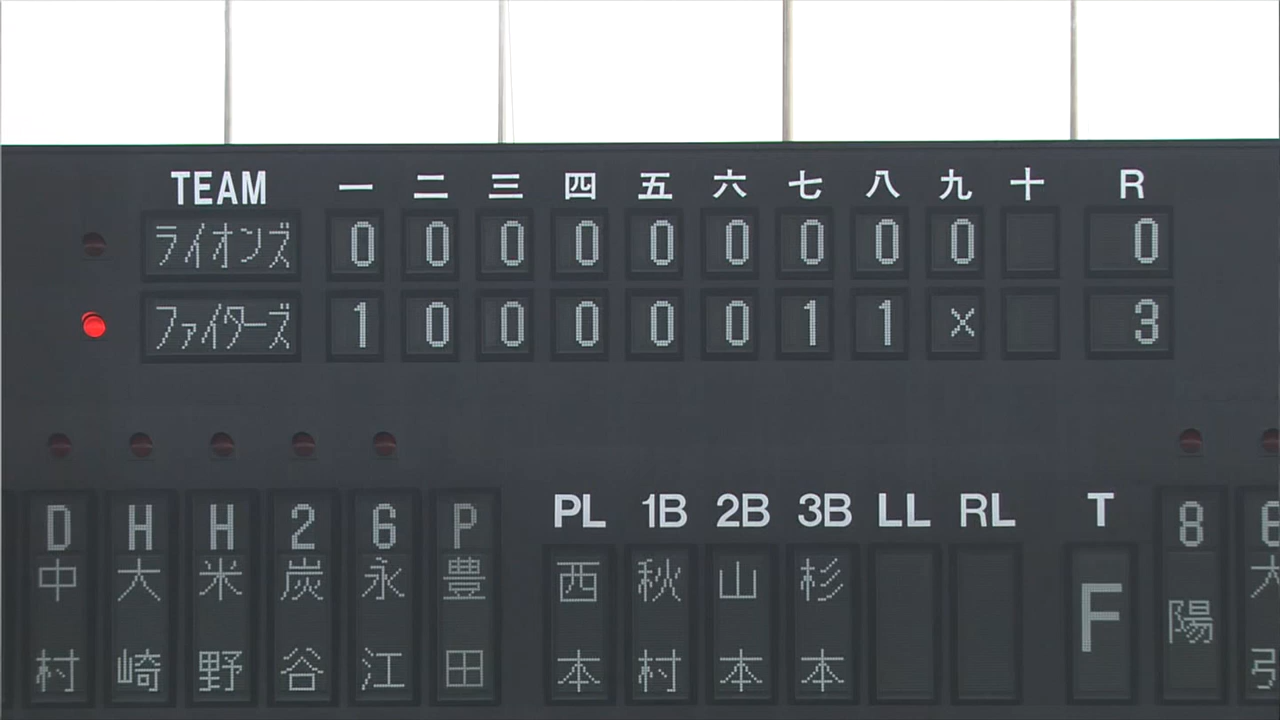 TEAM 一 二 三 四 五 六 七 八 九 十 R
ライオンズ 0 0 0 0 0 0 0 0 0 0
ファイターズ 1 0 0 0 0 0 1 1 × 3
PL 1B 2B 3B LL RL T
D H H 2 6 P 8
中村 大崎 米野 炭谷 永江 豊田 西本 秋村 山本 杉本 F 陽